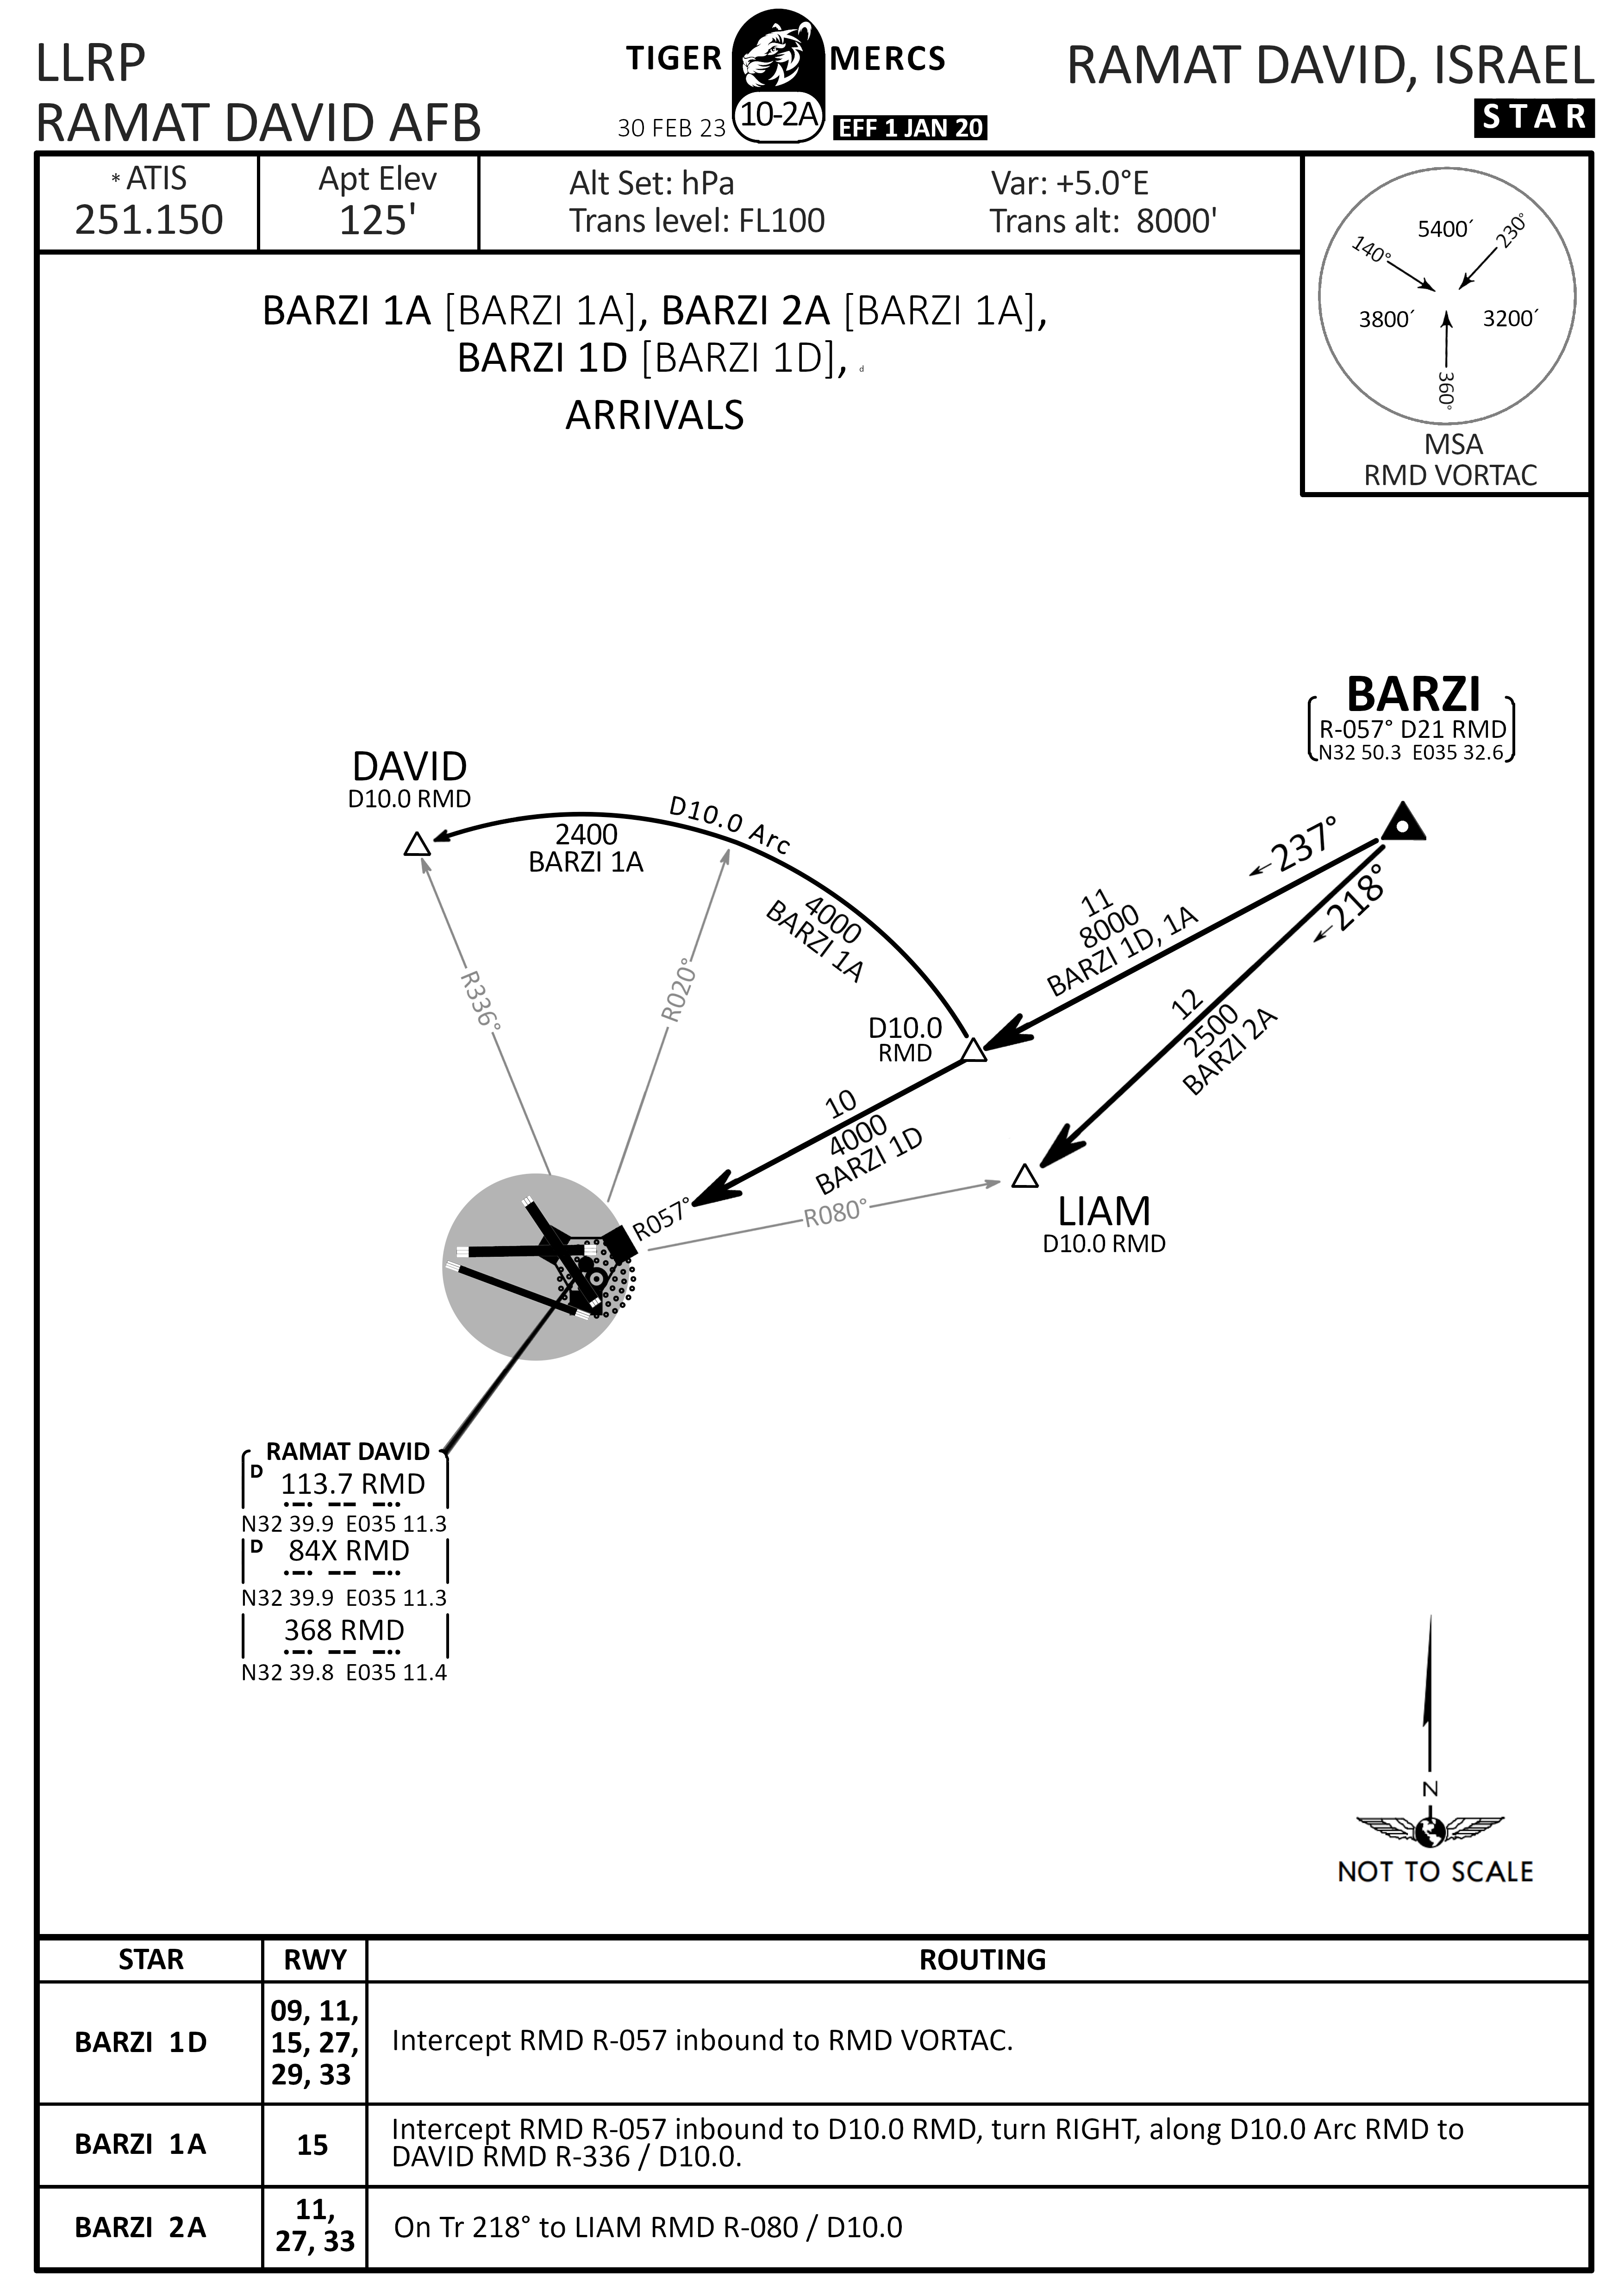 LLRP
RAMAT DAVID AFB
TIGER MERCS
30 FEB 23 10-2A EFF 1 JAN 20
RAMAT DAVID, ISRAEL
STAR
* ATIS
251.150
Apt Elev
125'
Alt Set: hPa
Trans level: FL100
Var: +5.0°E
Trans alt: 8000'
140°
5400´
230°
3800´
3200´
360°
MSA
RMD VORTAC
BARZI 1A [BARZI 1A], BARZI 2A [BARZI 1A],
BARZI 1D [BARZI 1D], d
ARRIVALS
BARZI
R-057° D21 RMD
N32 50.3 E035 32.6
DAVID
D10.0 RMD
D10.0 Arc
2400
BARZI 1A
4000
BARZI 1A
237°
218°
11
8000
BARZI 1D, 1A
12
2500
BARZI 2A
R336°
R020°
D10.0
RMD
10
4000
BARZI 1D
R057°
R080°
LIAM
D10.0 RMD
RAMAT DAVID
D 113.7 RMD
N32 39.9 E035 11.3
D 84X RMD
N32 39.9 E035 11.3
368 RMD
N32 39.8 E035 11.4
N
NOT TO SCALE
STAR RWY ROUTING
BARZI 1D
09, 11,
15, 27,
29, 33
Intercept RMD R-057 inbound to RMD VORTAC.
BARZI 1A
15
Intercept RMD R-057 inbound to D10.0 RMD, turn RIGHT, along D10.0 Arc RMD to
DAVID RMD R-336 / D10.0.
BARZI 2A
11,
27, 33
On Tr 218° to LIAM RMD R-080 / D10.0